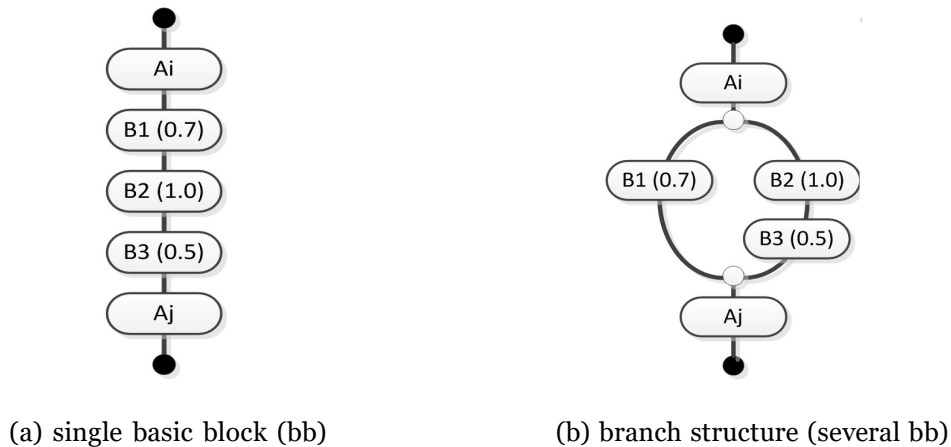 Ai
B1 (0.7)
B2 (1.0)
B3 (0.5)
Aj
(a) single basic block (bb)
Ai
B1 (0.7)
B2 (1.0)
B3 (0.5)
Aj
(b) branch structure (several bb)